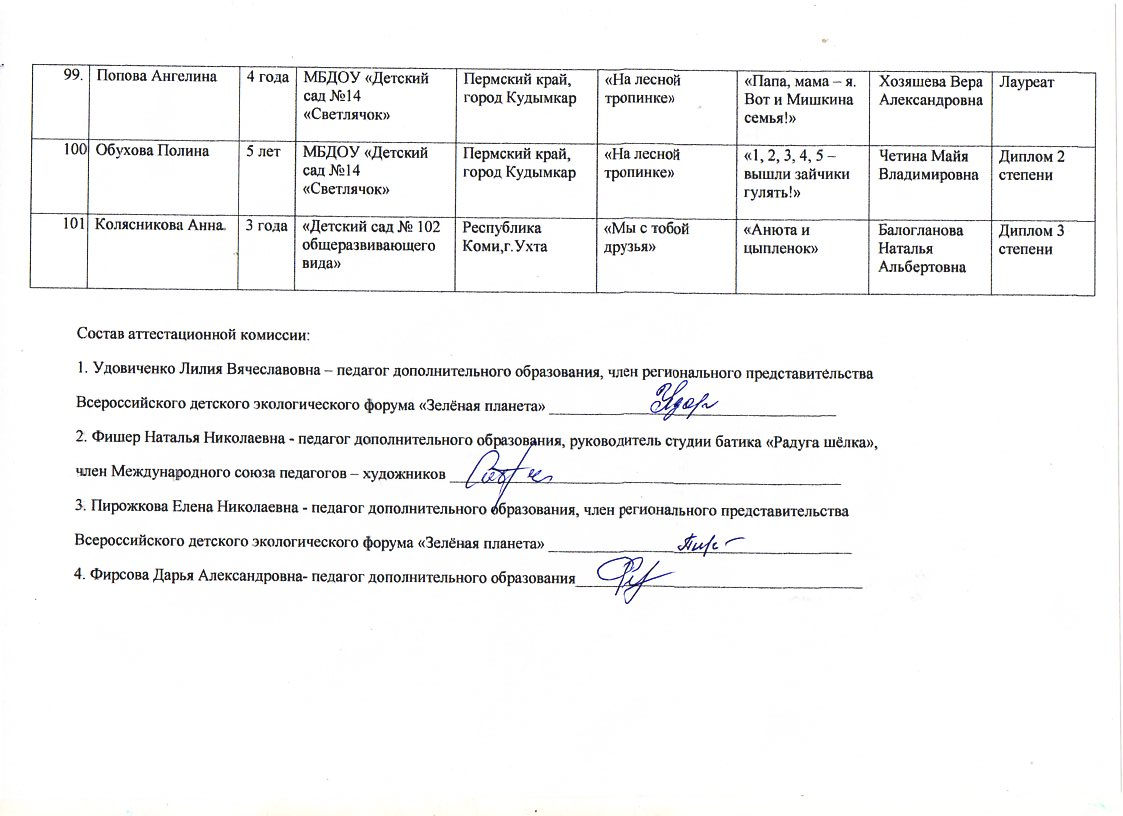 99. Попова Ангелина 4 года МБДОУ «Детский Пермский край, «На лесной «Папа, мама – я. Хозяшева Вера Лауреат
сад №14 город Кудымкар тропинке» Вот и Мишкина Александровна
«Светлячок» семья!»
100 Обухова Полина 5 лет МБДОУ «Детский Пермский край, «На лесной «1, 2, 3, 4, 5 – Четина Майя Диплом 2
сад №14 город Кудымкар тропинке» вышли зайчики Владимировна степени
«Светлячок» гулять!»
101 Колясникова Анна. 3 года «Детский сад № 102 Республика «Мы с тобой «Анюта и Балогланова Диплом 3
общеразвивающего Коми,г.Ухта друзья» цыпленок» Наталья степени
вида» Альбертовна
Состав аттестационной комиссии:
1. Удовиченко Лилия Вячеславовна – педагог дополнительного образования, член регионального представительства
Всероссийского детского экологического форума «Зелёная планета»
2. Фишер Наталья Николаевна - педагог дополнительного образования, руководитель студии батика «Радуга шёлка»,
член Международного союза педагогов – художников
3. Пирожкова Елена Николаевна - педагог дополнительного образования, член регионального представительства
Всероссийского детского экологического форума «Зелёная планета»
4. Фирсова Дарья Александровна- педагог дополнительного образования